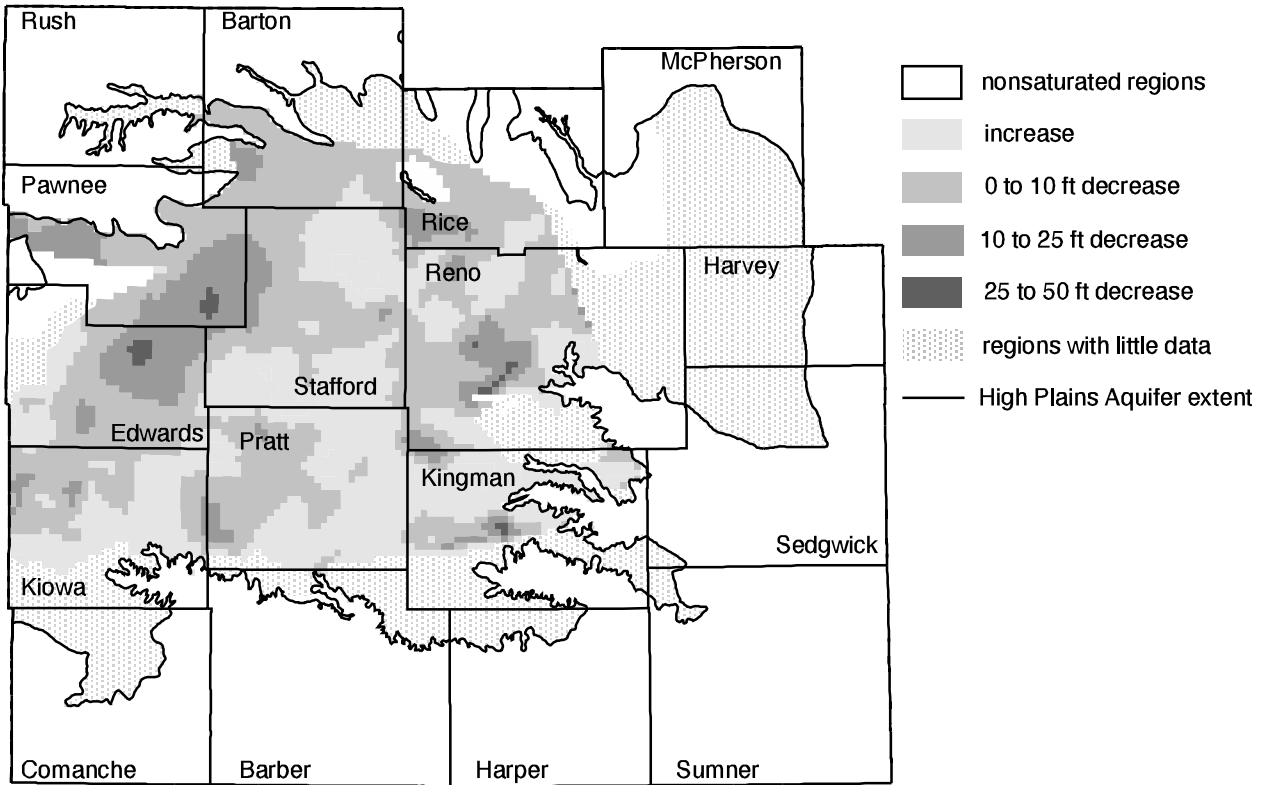 Rush
Barton
McPherson
Pawnee
Rice
Reno
Harvey
Stafford
Edwards
Pratt
Kingman
Sedgwick
Kiowa
Comanche
Barber
Harper
Sumner
nonsaturated regions
increase
0 to 10 ft decrease
10 to 25 ft decrease
25 to 50 ft decrease
regions with little data
High Plains Aquifer extent